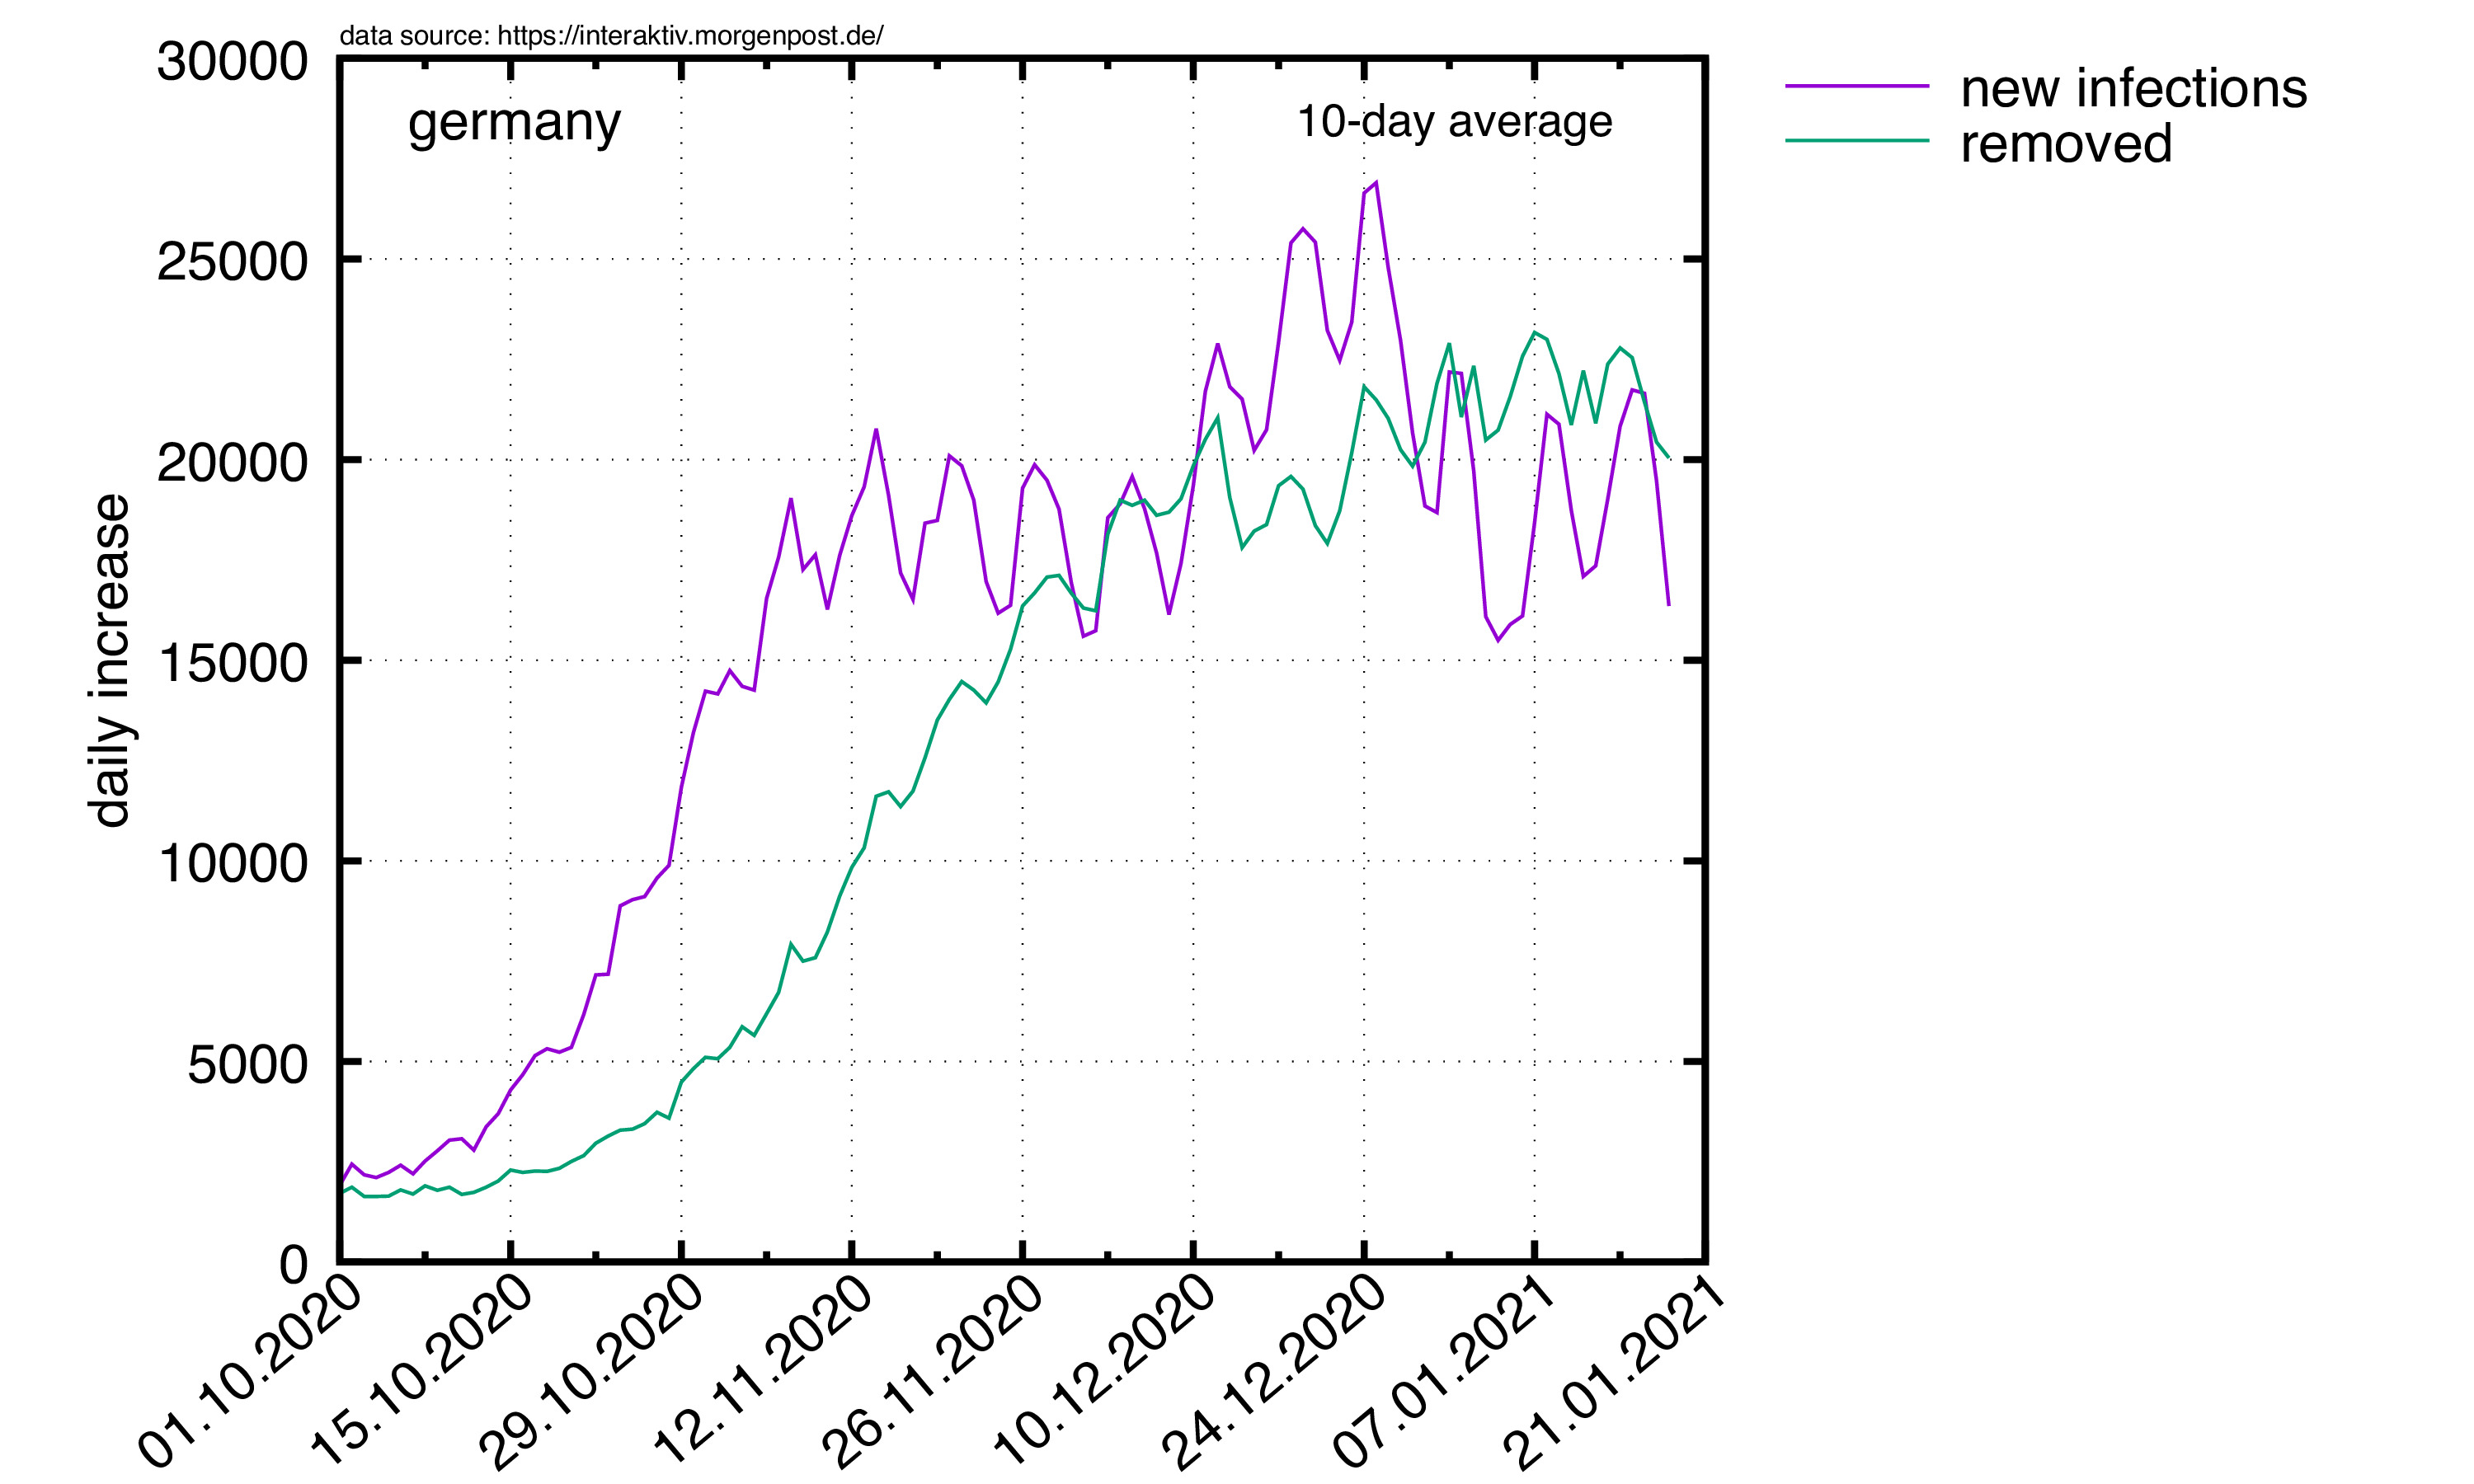 data source: https://interaktiv.morgenpost.de/
30000
25000
20000
15000
10000
5000
0
daily increase
germany
10-day average
new infections
removed
01.10.2020
15.10.2020
29.10.2020
12.11.2020
26.11.2020
10.12.2020
24.12.2020
07.01.2021
21.01.2021